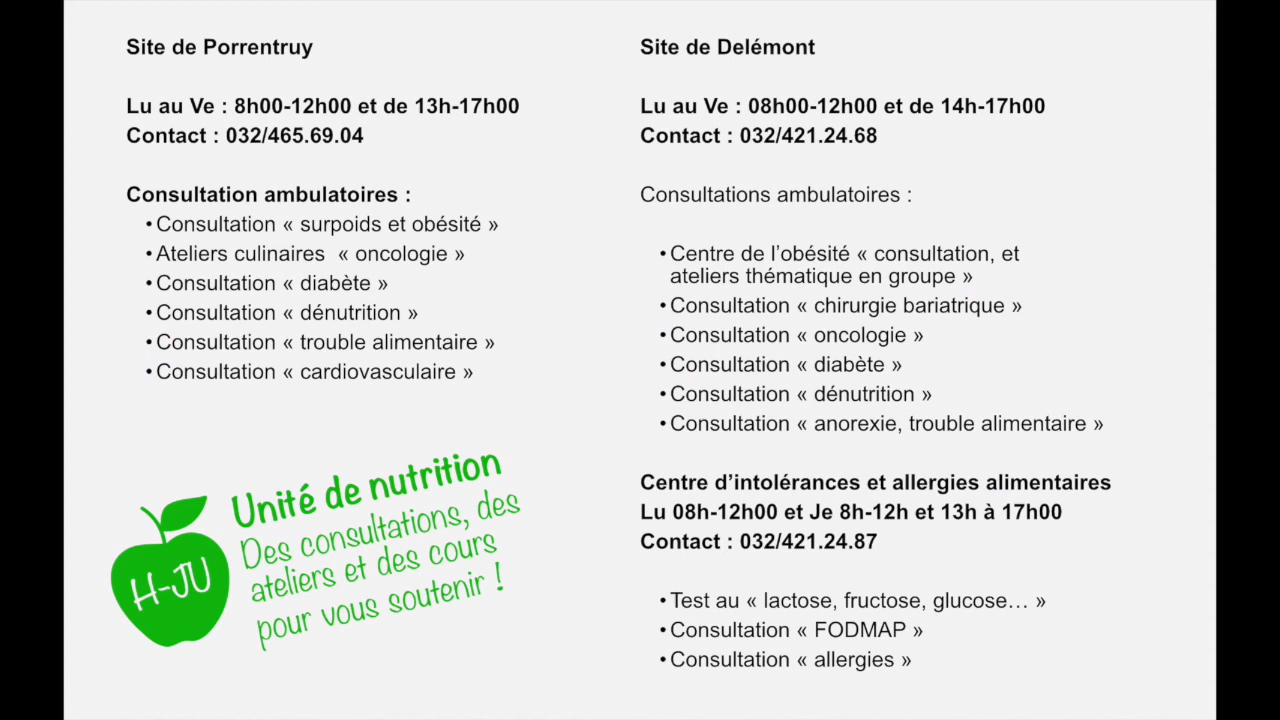 Site de Porrentruy
Lu au Ve : 8h00-12h00 et de 13h-17h00
Contact : 032/465.69.04
Consultation ambulatoires :
• Consultation « surpoids et obésité »
• Ateliers culinaires  « oncologie »
• Consultation « diabète »
• Consultation « dénutrition »
• Consultation « trouble alimentaire »
• Consultation « cardiovasculaire »
H-JU
Unité de nutrition
Des consultations, des
ateliers et des cours
pour vous soutenir !
Site de Delémont
Lu au Ve : 08h00-12h00 et de 14h-17h00
Contact : 032/421.24.68
Consultations ambulatoires :
• Centre de l’obésité « consultation, et
ateliers thématique en groupe »
• Consultation « chirurgie bariatrique »
• Consultation « oncologie »
• Consultation « diabète »
• Consultation « dénutrition »
• Consultation « anorexie, trouble alimentaire »
Centre d’intolérances et allergies alimentaires
Lu 08h-12h00 et Je 8h-12h et 13h à 17h00
Contact : 032/421.24.87
• Test au « lactose, fructose, glucose… »
• Consultation « FODMAP »
• Consultation « allergies »